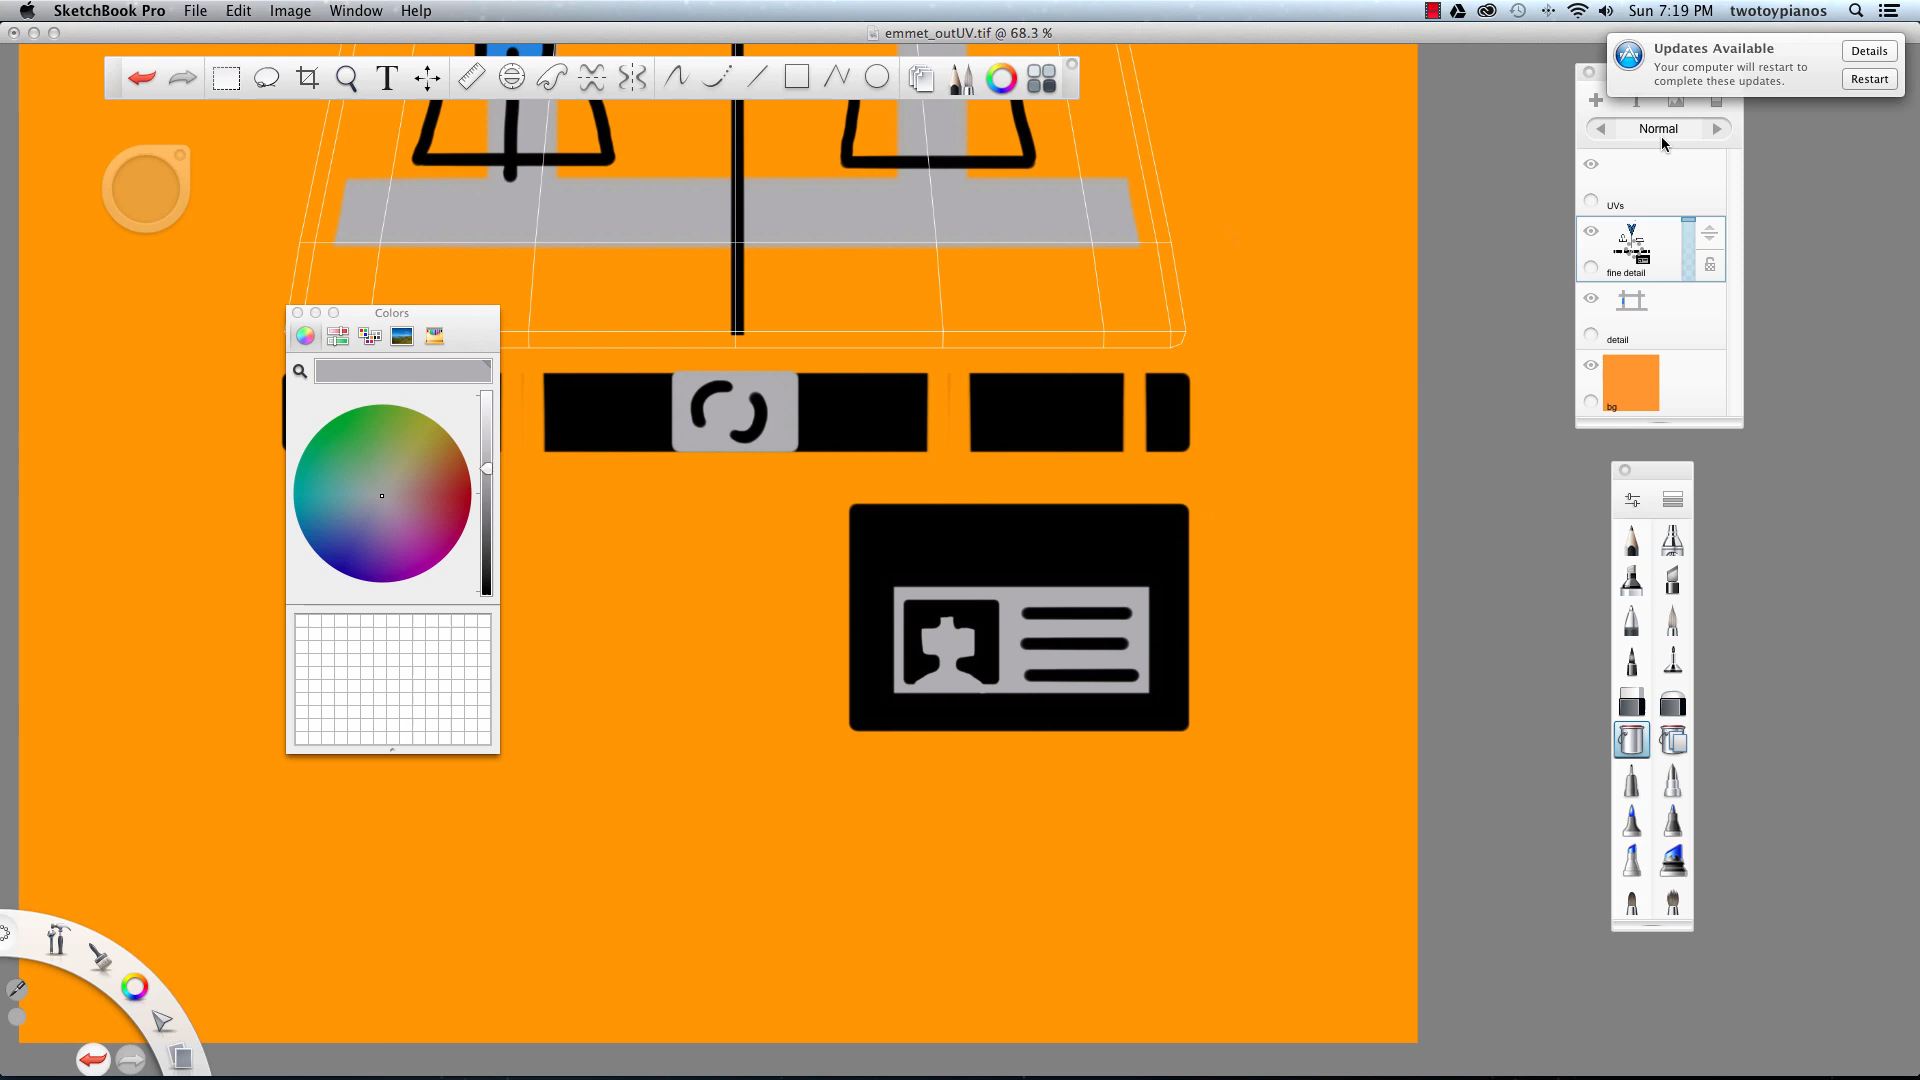 SketchBook Pro File Edit Image Window Help Sun 7:19 PM twotoypianos
emmet_outUV.tif @ 68.3 %
Updates Available
Your computer will restart to
complete these updates.
Details
Restart
T
Normal
UVs
fine detail
detail
bg
Colors